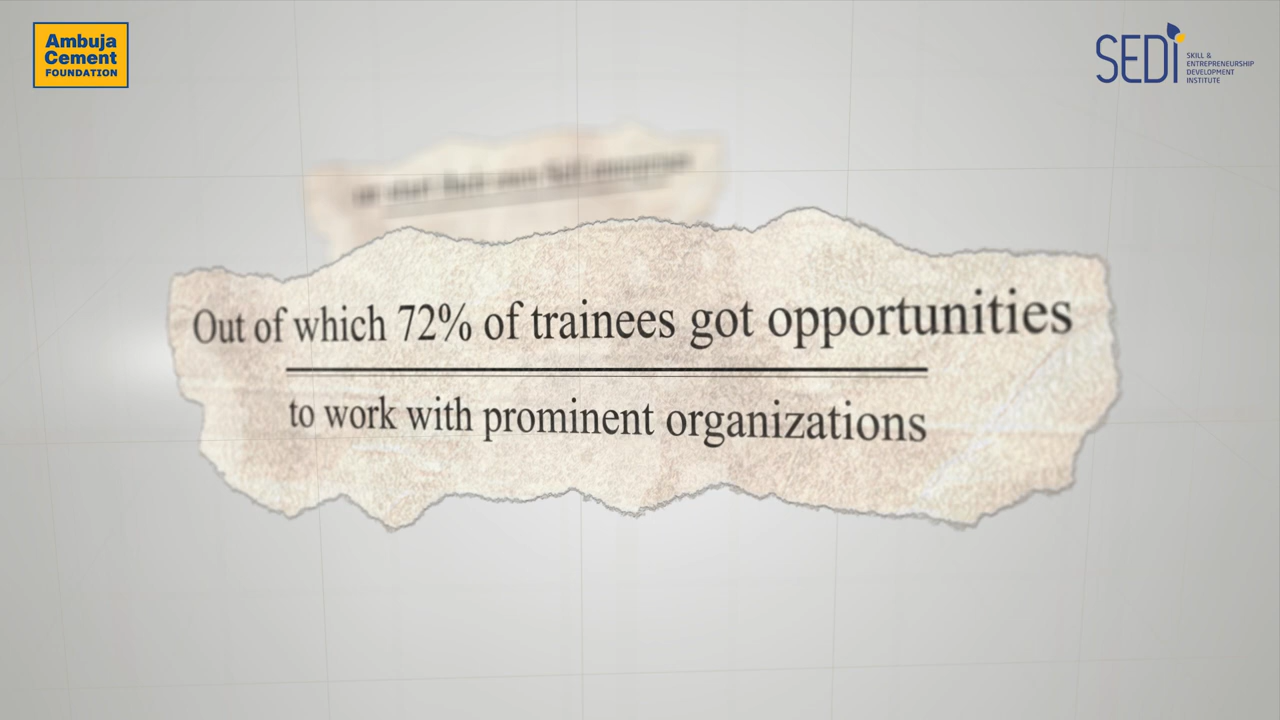 Ambuja
Cement
FOUNDATION
SEDI
SKILL &
ENTREPRENEURSHIP
DEVELOPMENT
INSTITUTE
Out of which 72% of trainees got opportunities
to work with prominent organizations